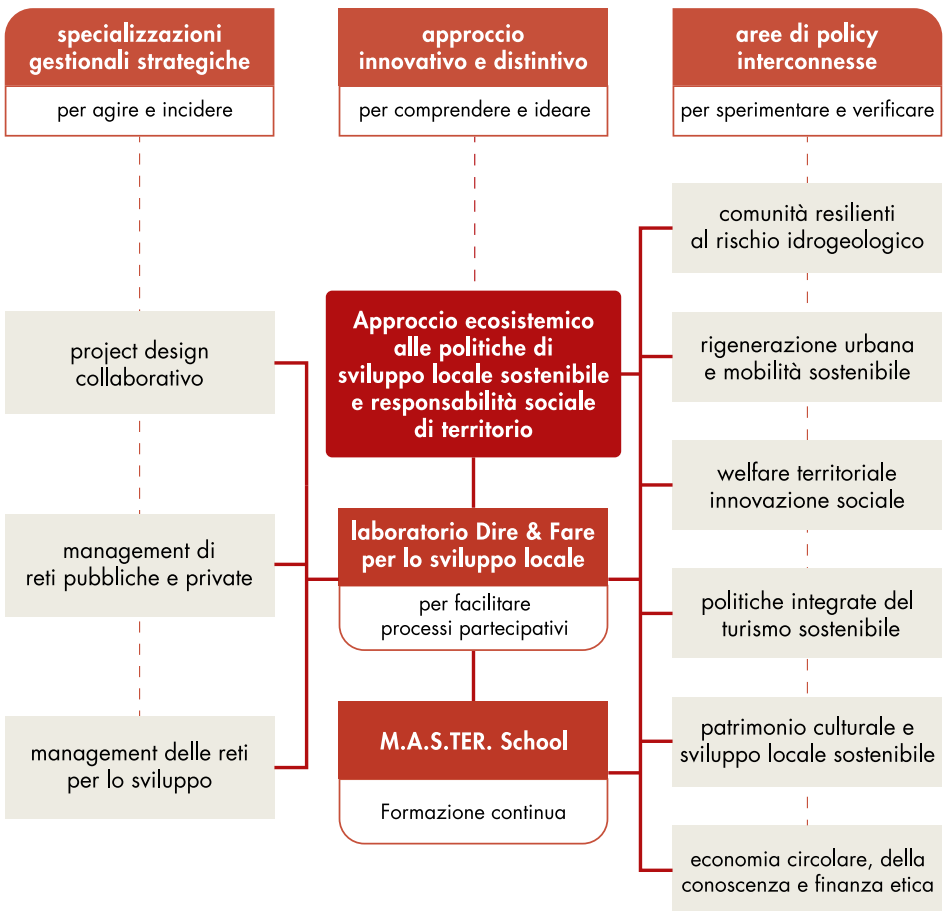 specializzazioni
gestionali strategiche
per agire e incidere
approccio
innovativo e distintivo
per comprendere e ideare
aree di policy
interconnesse
per sperimentare e verificare
project design
collaborativo
management di
reti pubbliche e private
management delle reti
per lo sviluppo
Approccio ecosistemico
alle politiche di
sviluppo locale sostenibile
e responsabilità sociale
di territorio
laboratorio Dire & Fare
per lo sviluppo locale
per facilitare
processi partecipativi
M.A.S.TER. School
Formazione continua
comunità resilienti
al rischio idrogeologico
rigenerazione urbana
e mobilità sostenibile
welfare territoriale
innovazione sociale
politiche integrate del
turismo sostenibile
patrimonio culturale e
sviluppo locale sostenibile
economia circolare, della
conoscenza e finanza etica